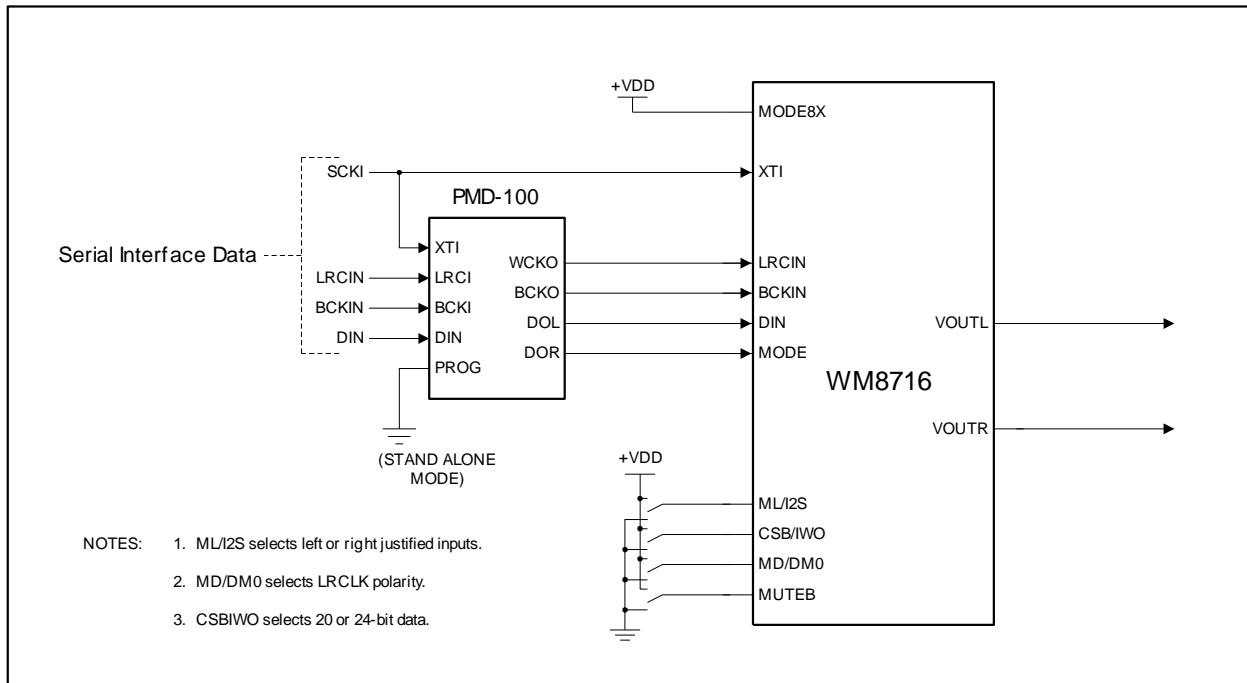 +VDD
MODE8X
SCKI
XTI
PMD-100
Serial Interface Data
XTI
WCKO
LRCIN
LRCIN
LRCI
BCKO
BCKIN
BCKIN
BCKI
DOL
DIN
DIN
DIN
DOR
MODE
PROG
VOUTL
WM8716
VOUTR
(STAND ALONE
MODE)
+VDD
ML/I2S
CSB/IWO
MD/DM0
MUTEB
NOTES: 1. ML/I2S selects left or right justified inputs.
2. MD/DM0 selects LRCLK polarity.
3. CSBIWO selects 20 or 24-bit data.